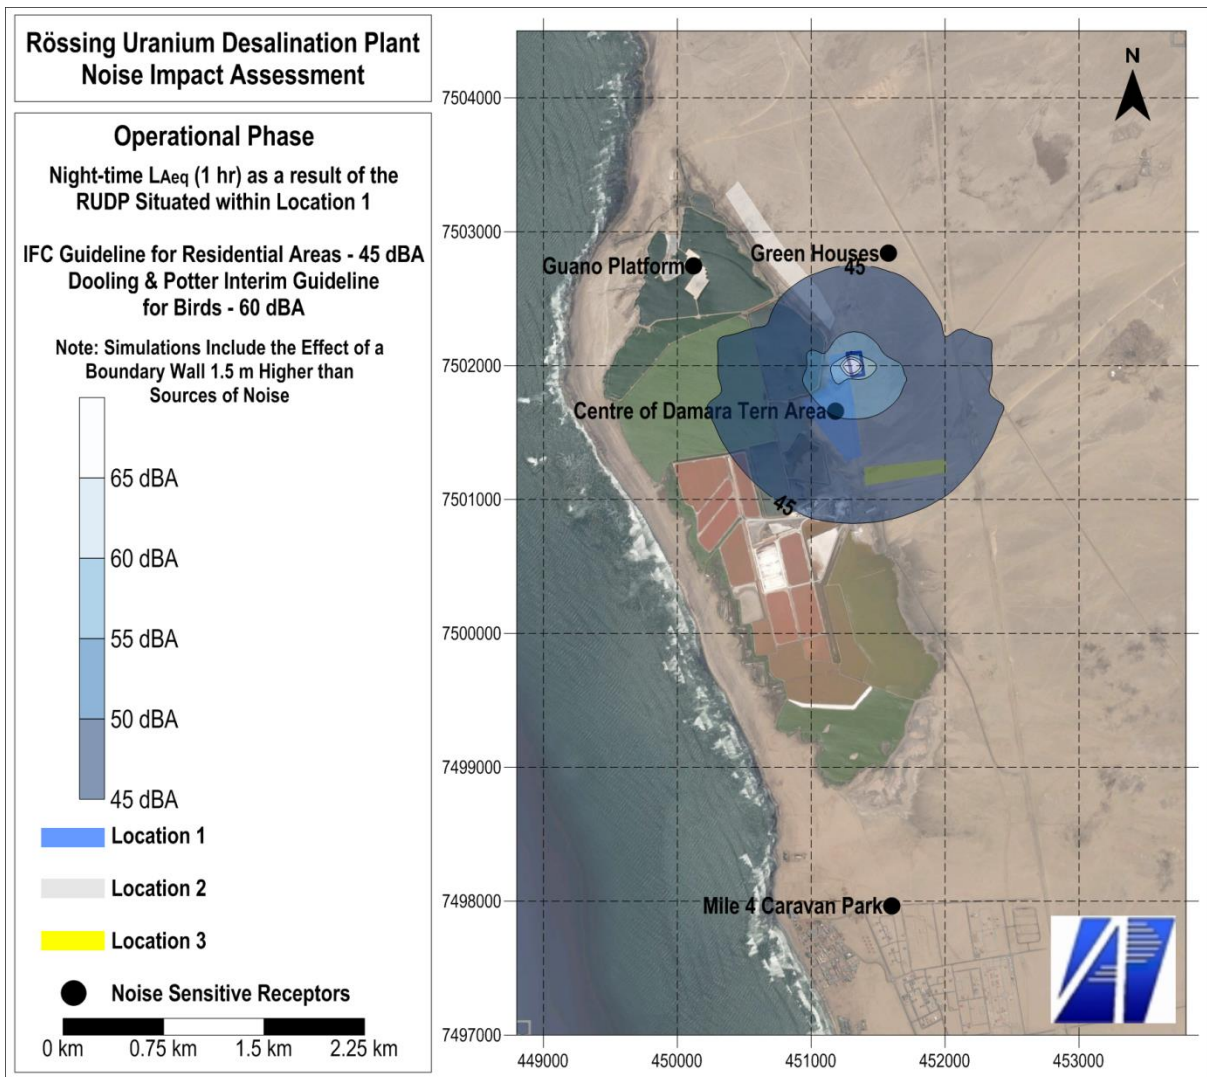 Rössing Uranium Desalination Plant
Noise Impact Assessment
Operational Phase
Night-time LAeq (1 hr) as a result of the
RUDP Situated within Location 1
IFC Guideline for Residential Areas - 45 dBA
Dooling & Potter Interim Guideline
for Birds - 60 dBA
Note: Simulations Include the Effect of a
Boundary Wall 1.5 m Higher than
Sources of Noise
65 dBA
60 dBA
55 dBA
50 dBA
45 dBA
Location 1
Location 2
Location 3
Noise Sensitive Receptors
0 km
0.75 km
1.5 km
2.25 km
N
7504000
7503000
7502000
7501000
7500000
7499000
7498000
7497000
Guano Platform
Green Houses
45
Centre of Damara Tern Area
45
Mile 4 Caravan Park
449000
450000
451000
452000
453000